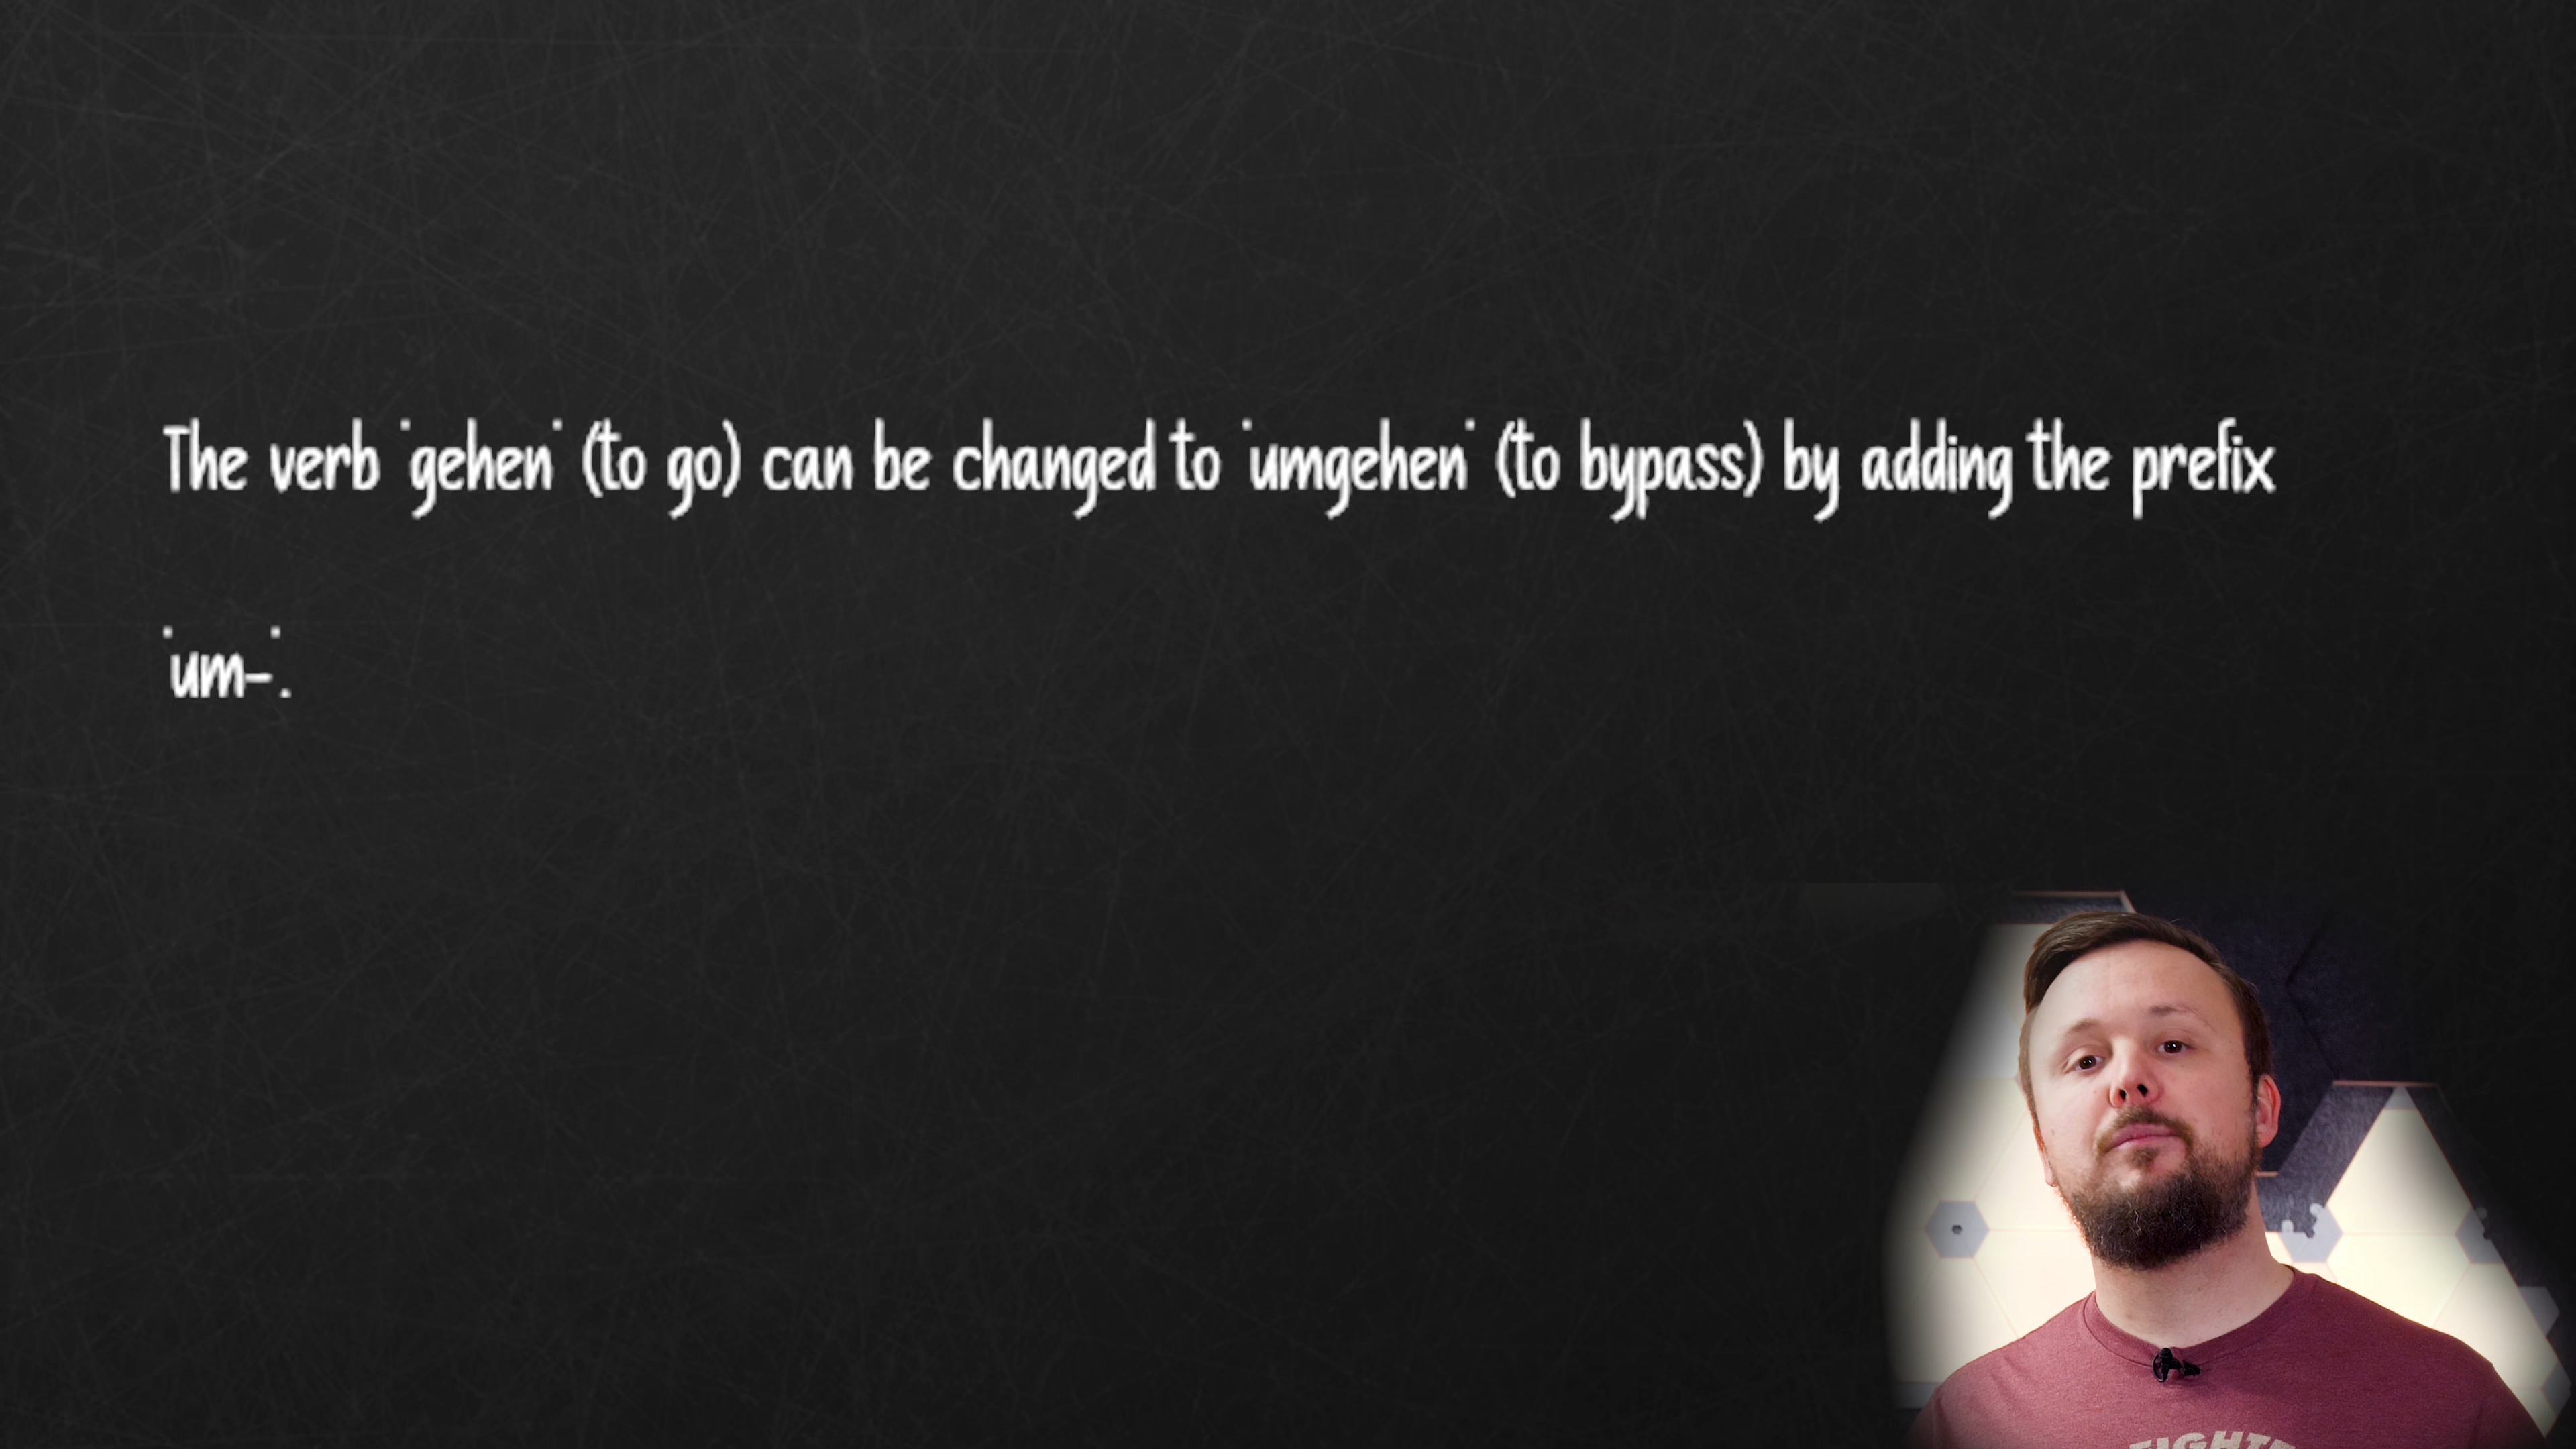 The verb 'gehen' (to go) can be changed to 'umgehen' (to bypass) by adding the prefix
'um-'.